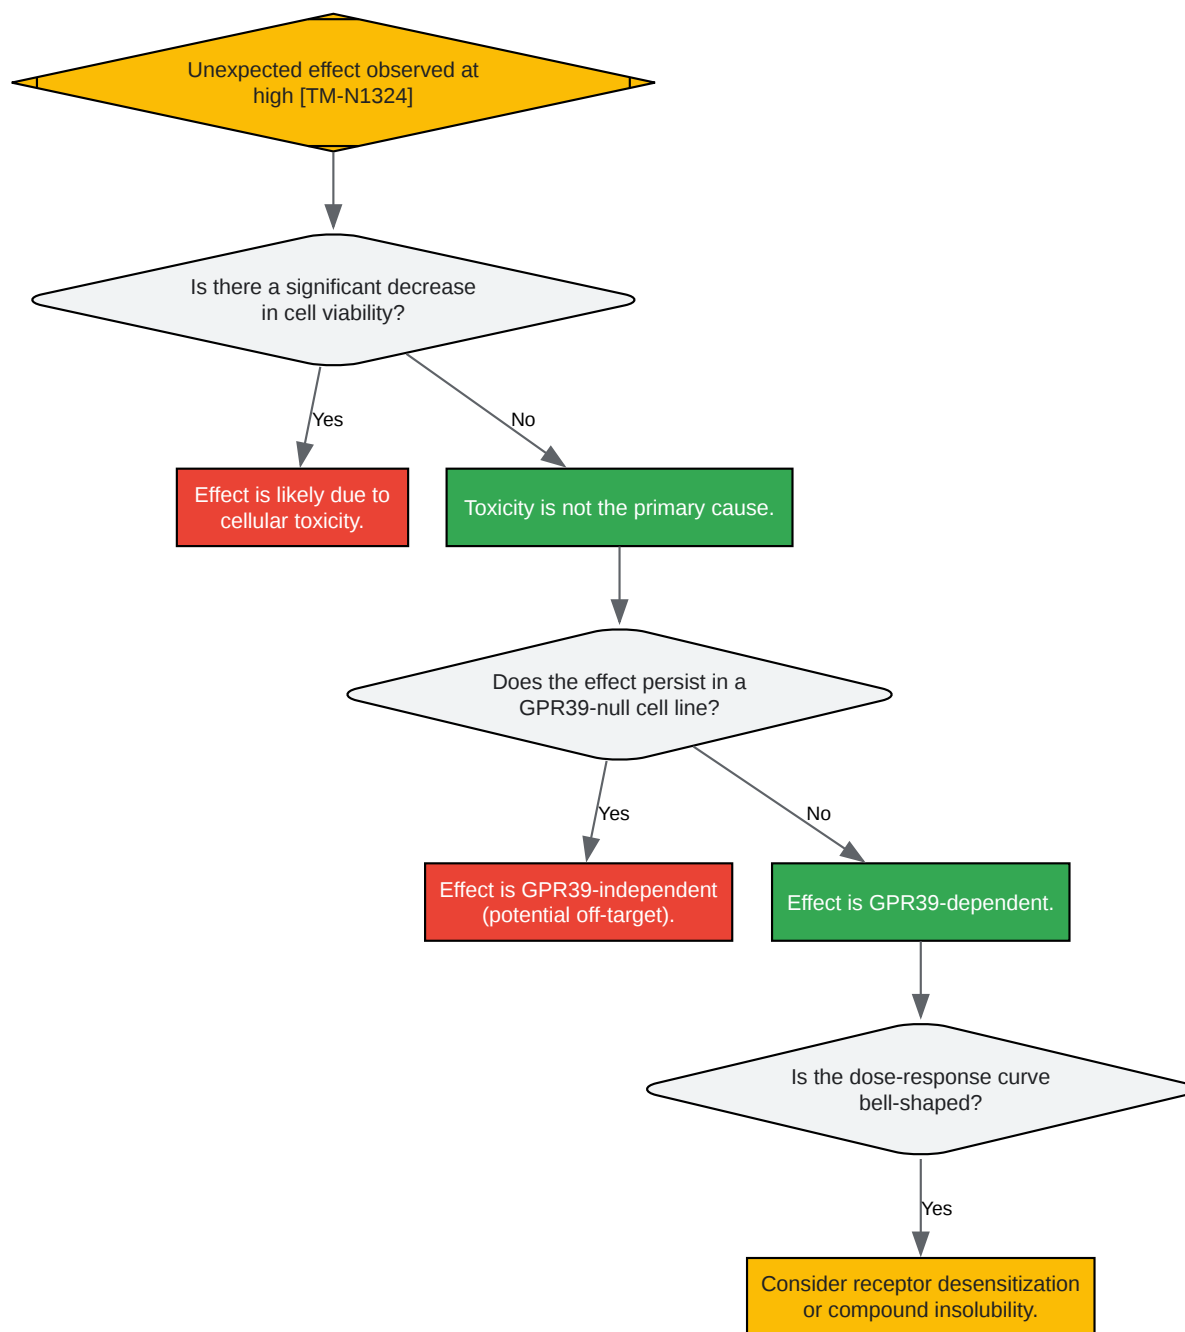 Unexpected effect observed at
high [TM-N1324]
Is there a significant decrease
in cell viability?
Yes
No
Effect is likely due to
cellular toxicity.
Toxicity is not the primary cause.
Does the effect persist in a
GPR39-null cell line?
Yes
No
Effect is GPR39-independent
(potential off-target).
Effect is GPR39-dependent.
Is the dose-response curve
bell-shaped?
Yes
Consider receptor desensitization
or compound insolubility.